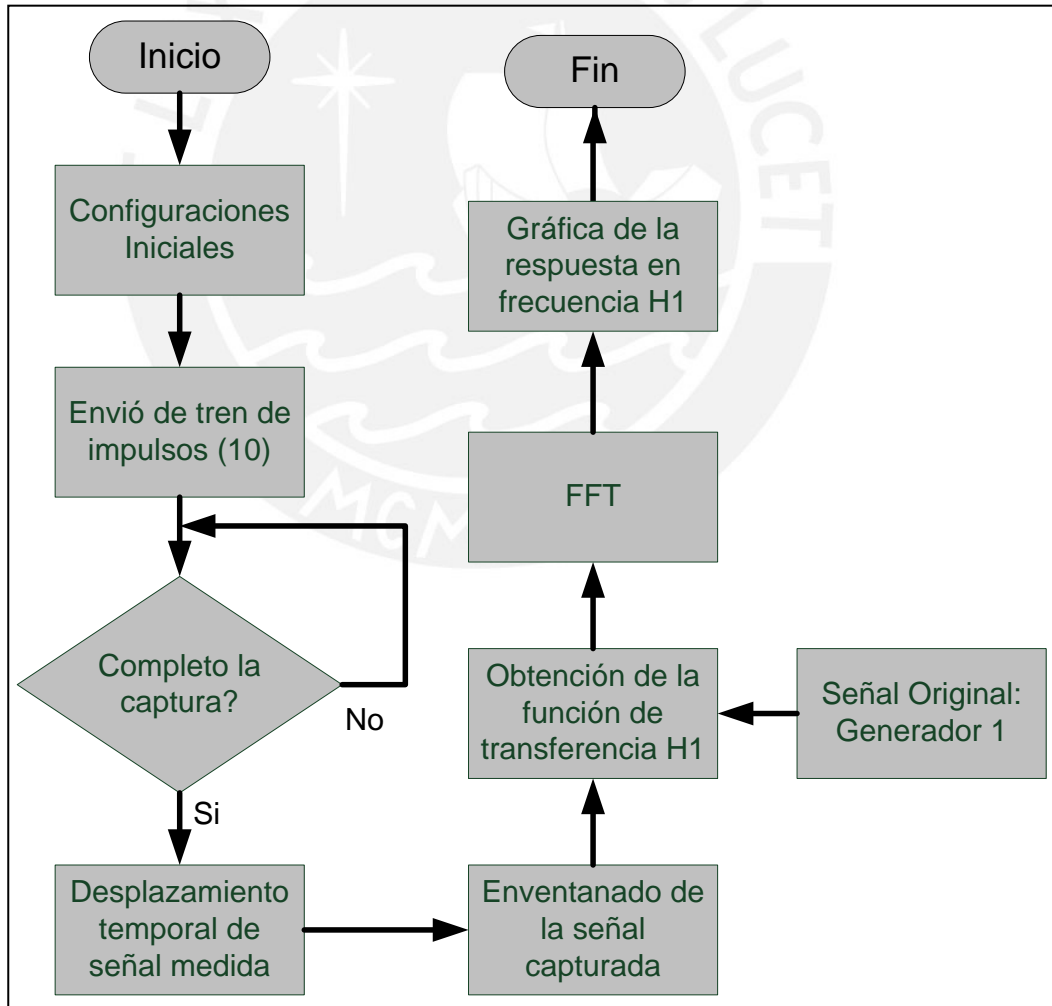 Inicio
Configuraciones
Iniciales
Envió de tren de
impulsos (10)
Completo la
captura?
No
Si
Desplazamiento
temporal de
señal medida
Enventanado de
la señal
capturada
Obtención de la
función de
transferencia H1
Señal Original:
Generador 1
FFT
Gráfica de la
respuesta en
frecuencia H1
Fin
LUCET
MCM